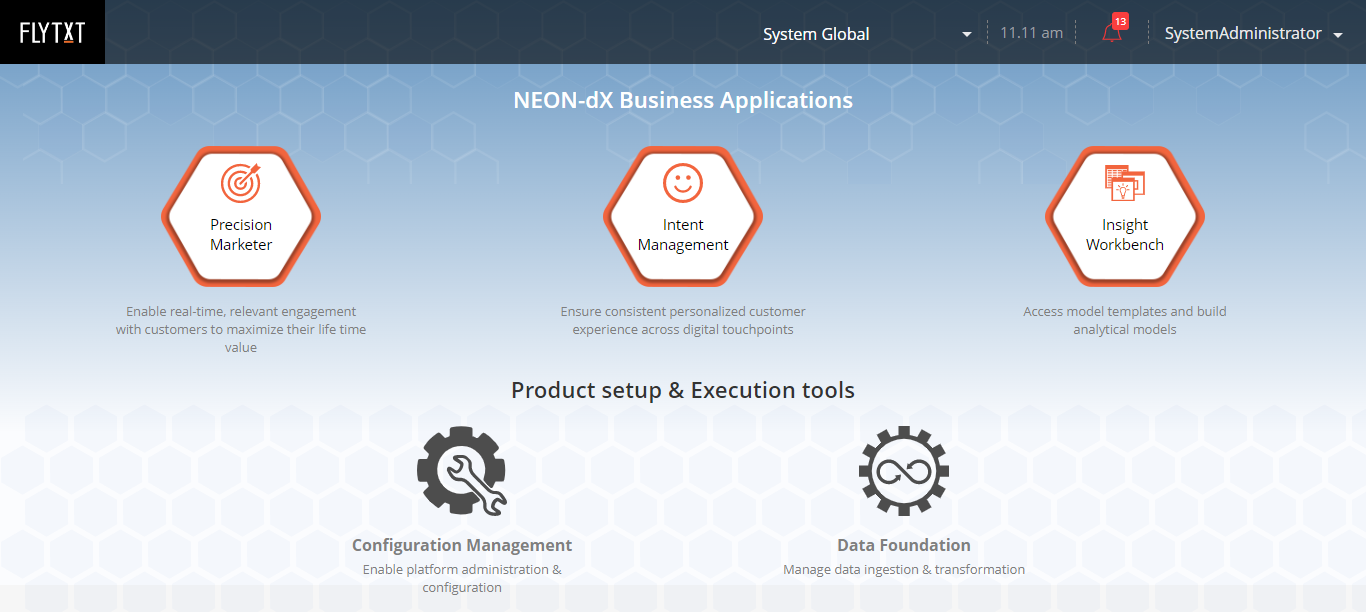 FLYTXT
System Global
11.11 am
13
SystemAdministrator
NEON-dX Business Applications
Precision
Marketer
Enable real-time, relevant engagement
with customers to maximize their life time
value
Intent
Management
Ensure consistent personalized customer
experience across digital touchpoints
Insight
Workbench
Access model templates and build
analytical models
Product setup & Execution tools
Configuration Management
Enable platform administration &
configuration
Data Foundation
Manage data ingestion & transformation